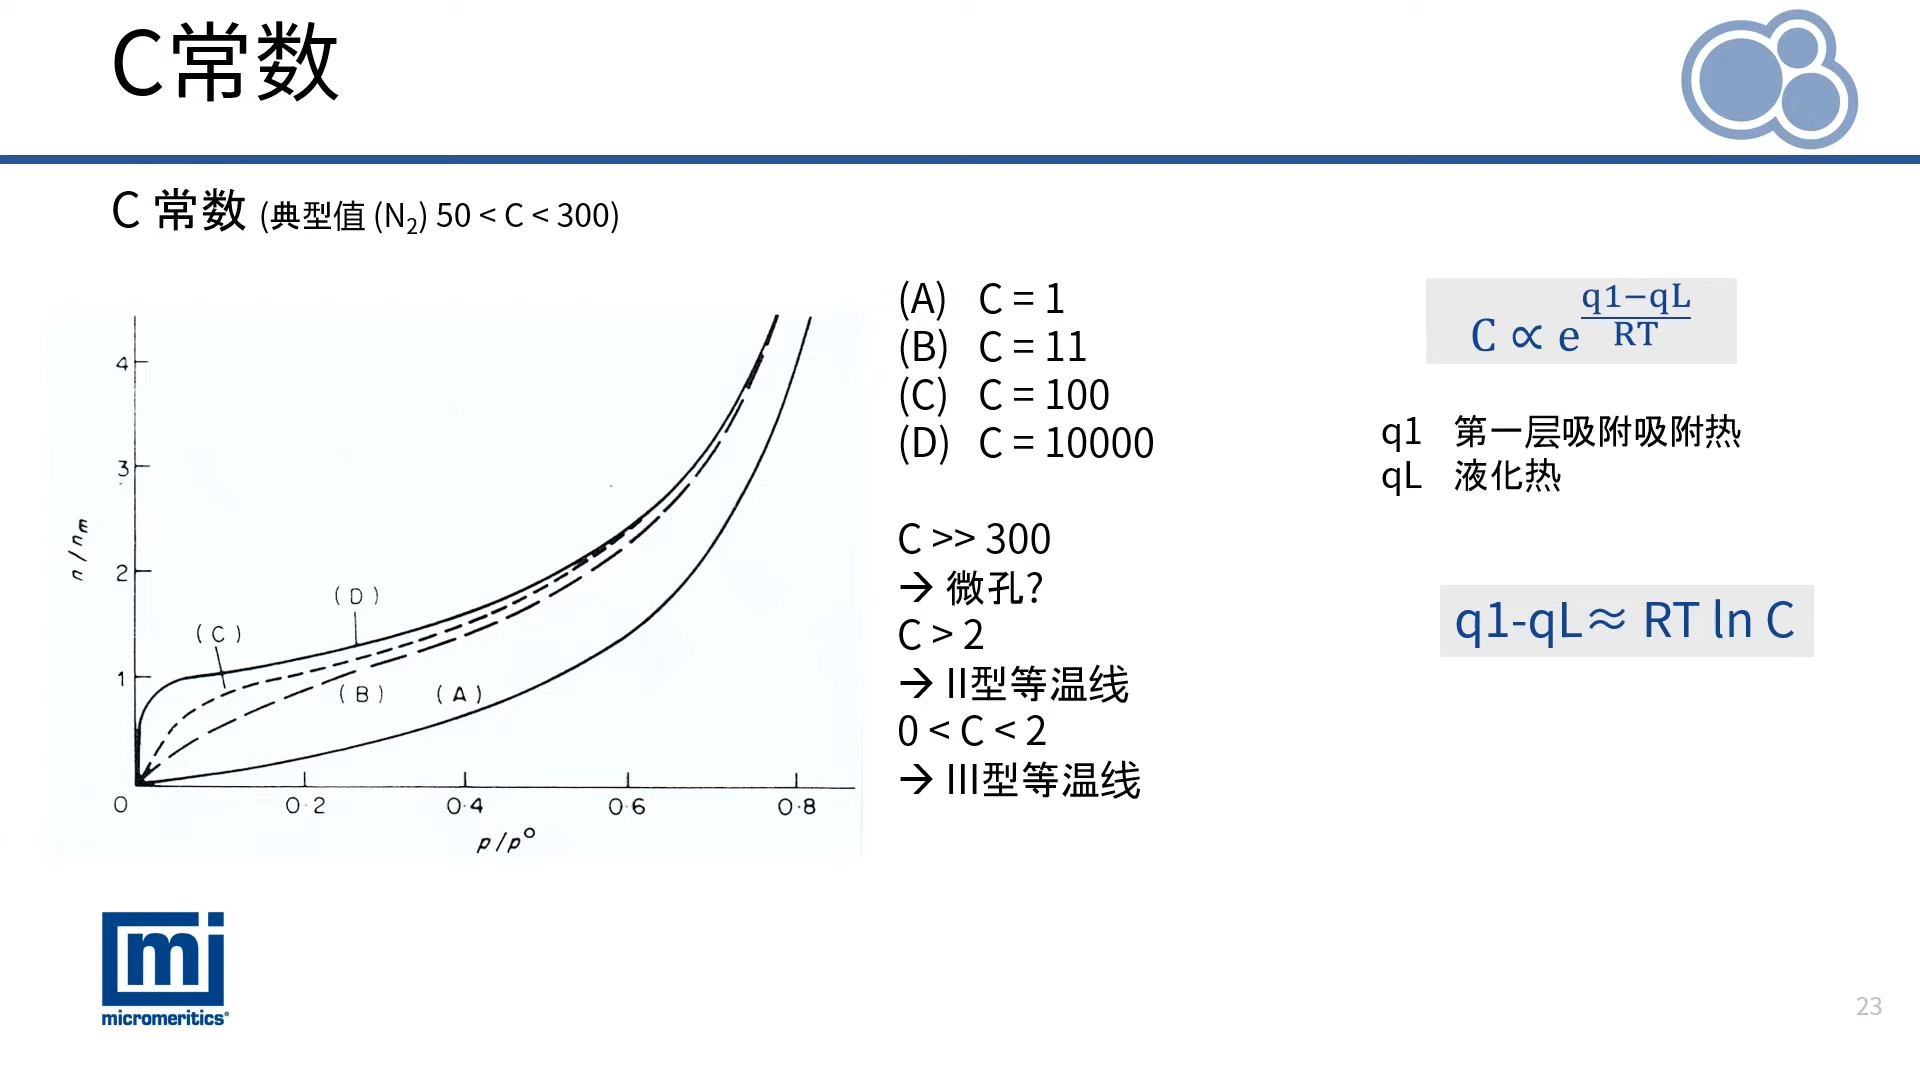 C常数
C 常数 (典型值 (N₂) 50 < C < 300)
(A) C = 1
(B) C = 11
(C) C = 100
(D) C = 10000
C >> 300
→ 微孔?
C > 2
→ II型等温线
0 < C < 2
→ III型等温线
C ∝ e^((q1−qL)/RT)
q1 第一层吸附吸附热
qL 液化热
q1-qL≈ RT ln C
n/nm
4
3
2
1
(D)
(C)
(B) (A)
0 0·2 0·4 0·6 0·8
p/p°
mi
micromeritics®
23